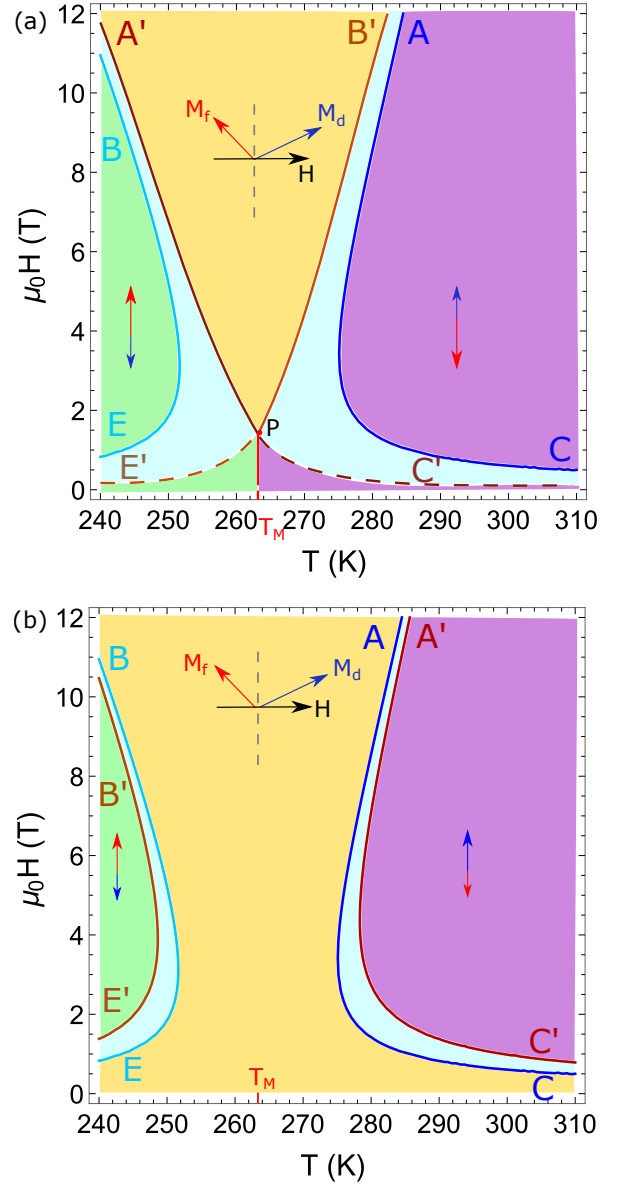 (a)
12
10
8
6
4
2
0
μ₀H (T)
A'
B'
A
B
M_f
M_d
H
E
E'
P
C
C'
240 250 260 270 280 290 300 310
T_M
T (K)
(b)
12
10
8
6
4
2
0
μ₀H (T)
B
A
A'
M_f
M_d
H
B'
E'
E
C'
C
T_M
240 250 260 270 280 290 300 310
T (K)